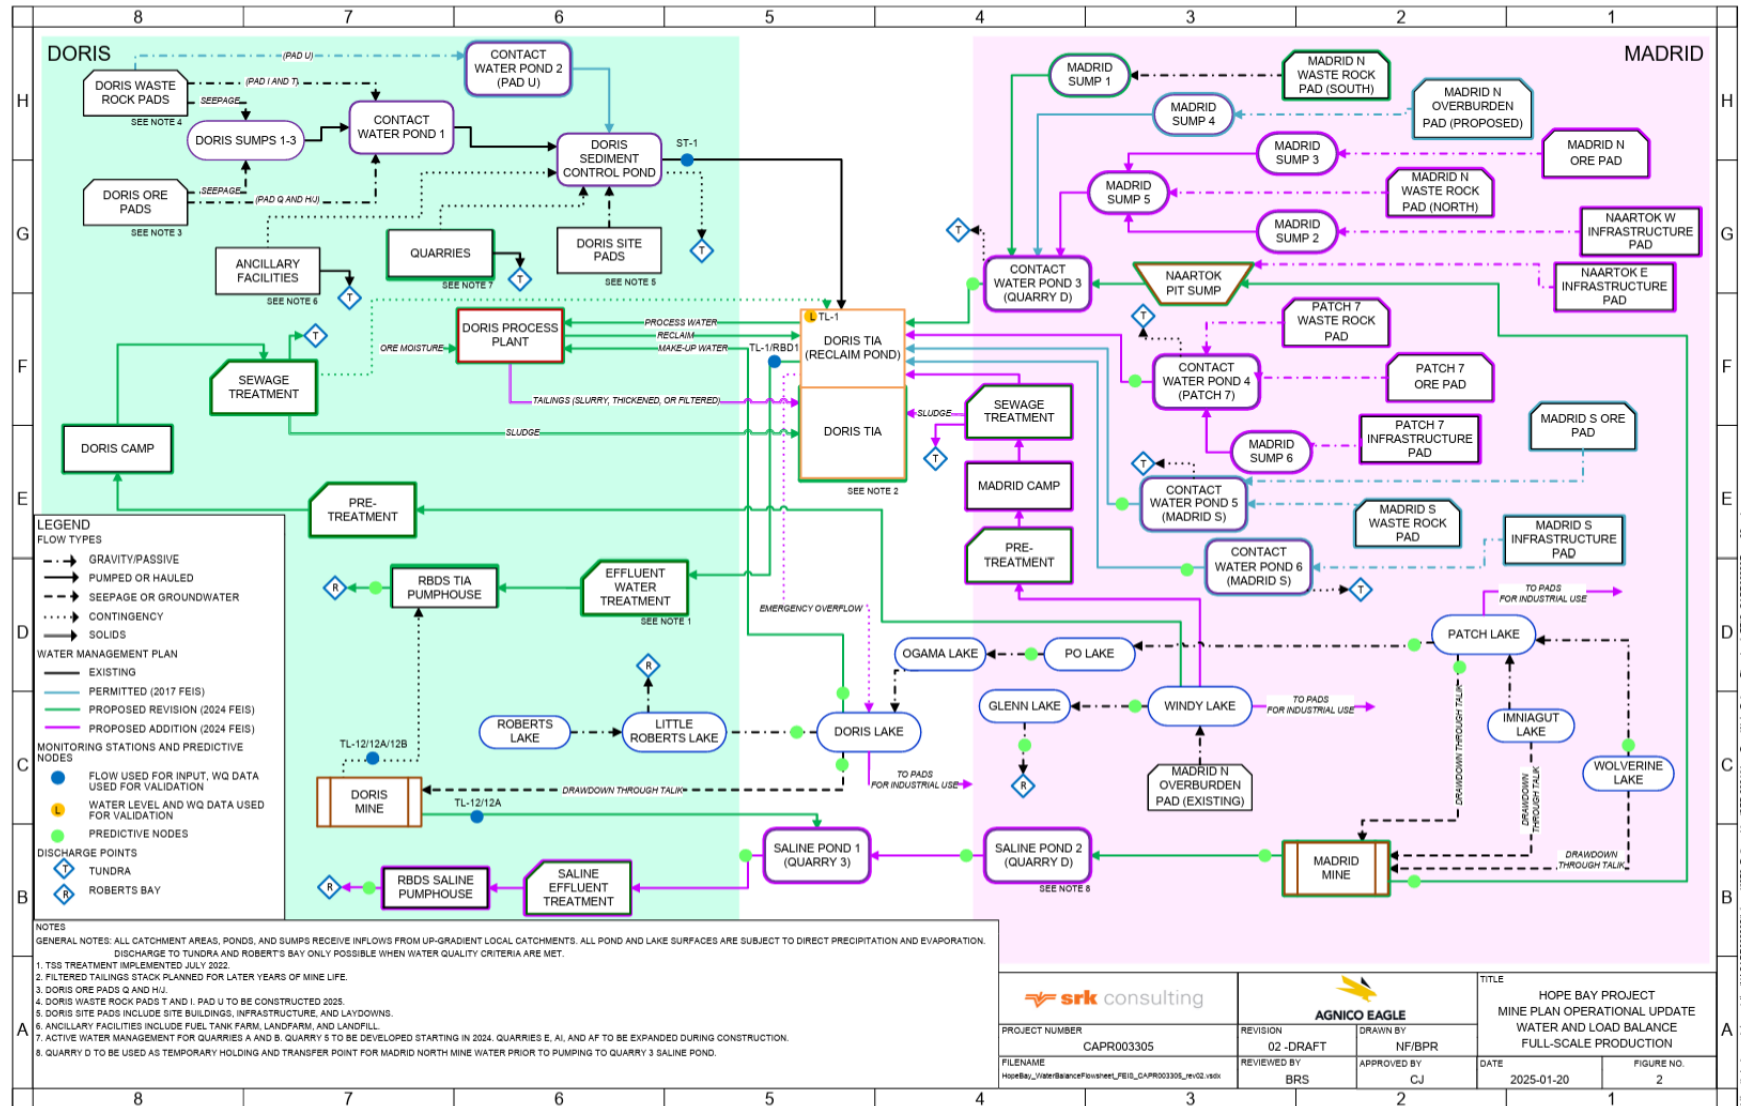 8 7 6 5 4 3 2 1
H
G
F
E
D
C
B
A
DORIS
DORIS WASTE
ROCK PADS
SEE NOTE 4
(PAD U)
(PAD I AND T)
SEEPAGE
CONTACT
WATER POND 2
(PAD U)
DORIS SUMPS 1-3
CONTACT
WATER POND 1
DORIS
SEDIMENT
CONTROL POND
ST-1
DORIS ORE
PADS
SEE NOTE 3
SEEPAGE
(PAD Q AND H/J)
ANCILLARY
FACILITIES
SEE NOTE 6
T
QUARRIES
SEE NOTE 7
T
DORIS SITE
PADS
SEE NOTE 5
T
T
SEWAGE
TREATMENT
ORE MOISTURE
DORIS PROCESS
PLANT
PROCESS WATER
RECLAIM
MAKE-UP WATER
TAILINGS (SLURRY, THICKENED, OR FILTERED)
SLUDGE
L TL-1
TL-1/RBD1
DORIS TIA
(RECLAIM POND)
DORIS TIA
SEE NOTE 2
DORIS CAMP
PRE-
TREATMENT
R
RBDS TIA
PUMPHOUSE
EFFLUENT
WATER
TREATMENT
SEE NOTE 1
EMERGENCY OVERFLOW
R
ROBERTS
LAKE
LITTLE
ROBERTS LAKE
DORIS LAKE
TO PADS
FOR INDUSTRIAL USE
TL-12/12A/12B
DORIS
MINE
DRAWDOWN THROUGH TALIK
TL-12/12A
SALINE POND 1
(QUARRY 3)
R
RBDS SALINE
PUMPHOUSE
SALINE
EFFLUENT
TREATMENT
MADRID
MADRID
SUMP 1
MADRID N
WASTE ROCK
PAD (SOUTH)
MADRID
SUMP 4
MADRID N
OVERBURDEN
PAD (PROPOSED)
MADRID
SUMP 3
MADRID N
ORE PAD
MADRID
SUMP 5
MADRID N
WASTE ROCK
PAD (NORTH)
MADRID
SUMP 2
NAARTOK W
INFRASTRUCTURE
PAD
T
CONTACT
WATER POND 3
(QUARRY D)
NAARTOK
PIT SUMP
NAARTOK E
INFRASTRUCTURE
PAD
T
PATCH 7
WASTE ROCK
PAD
CONTACT
WATER POND 4
(PATCH 7)
PATCH 7
ORE PAD
SEWAGE
TREATMENT
SLUDGE
T
MADRID CAMP
PRE-
TREATMENT
MADRID
SUMP 6
PATCH 7
INFRASTRUCTURE
PAD
MADRID S ORE
PAD
T
CONTACT
WATER POND 5
(MADRID S)
MADRID S
WASTE ROCK
PAD
MADRID S
INFRASTRUCTURE
PAD
CONTACT
WATER POND 6
(MADRID S)
T
TO PADS
FOR INDUSTRIAL USE
OGAMA LAKE
PO LAKE
PATCH LAKE
GLENN LAKE
WINDY LAKE
TO PADS
FOR INDUSTRIAL USE
DRAWDOWN THROUGH TALIK
IMNIAGUT
LAKE
DRAWDOWN
THROUGH TALIK
WOLVERINE
LAKE
R
MADRID N
OVERBURDEN
PAD (EXISTING)
SALINE POND 2
(QUARRY D)
SEE NOTE 8
MADRID
MINE
DRAWDOWN
THROUGH TALIK
LEGEND
FLOW TYPES
GRAVITY/PASSIVE
PUMPED OR HAULED
SEEPAGE OR GROUNDWATER
CONTINGENCY
SOLIDS
WATER MANAGEMENT PLAN
EXISTING
PERMITTED (2017 FEIS)
PROPOSED REVISION (2024 FEIS)
PROPOSED ADDITION (2024 FEIS)
MONITORING STATIONS AND PREDICTIVE
NODES
FLOW USED FOR INPUT, WQ DATA
USED FOR VALIDATION
L WATER LEVEL AND WQ DATA USED
FOR VALIDATION
PREDICTIVE NODES
DISCHARGE POINTS
T TUNDRA
R ROBERTS BAY
NOTES
GENERAL NOTES: ALL CATCHMENT AREAS, PONDS, AND SUMPS RECEIVE INFLOWS FROM UP-GRADIENT LOCAL CATCHMENTS. ALL POND AND LAKE SURFACES ARE SUBJECT TO DIRECT PRECIPITATION AND EVAPORATION.
DISCHARGE TO TUNDRA AND ROBERT'S BAY ONLY POSSIBLE WHEN WATER QUALITY CRITERIA ARE MET.
1. TSS TREATMENT IMPLEMENTED JULY 2022.
2. FILTERED TAILINGS STACK PLANNED FOR LATER YEARS OF MINE LIFE.
3. DORIS ORE PADS Q AND H/J.
4. DORIS WASTE ROCK PADS T AND I. PAD U TO BE CONSTRUCTED 2025.
5. DORIS SITE PADS INCLUDE SITE BUILDINGS, INFRASTRUCTURE, AND LAYDOWNS.
6. ANCILLARY FACILITIES INCLUDE FUEL TANK FARM, LANDFARM, AND LANDFILL.
7. ACTIVE WATER MANAGEMENT FOR QUARRIES A AND B. QUARRY 5 TO BE DEVELOPED STARTING IN 2024. QUARRIES E, AI, AND AF TO BE EXPANDED DURING CONSTRUCTION.
8. QUARRY D TO BE USED AS TEMPORARY HOLDING AND TRANSFER POINT FOR MADRID NORTH MINE WATER PRIOR TO PUMPING TO QUARRY 3 SALINE POND.
srk consulting
AGNICO EAGLE
TITLE
HOPE BAY PROJECT
MINE PLAN OPERATIONAL UPDATE
WATER AND LOAD BALANCE
FULL-SCALE PRODUCTION
PROJECT NUMBER
CAPR003305
REVISION
02 -DRAFT
DRAWN BY
NF/BPR
FILENAME
HopeBay_WaterBalanceFlowsheet_FEIS_CAPR003305_rev02.vsdx
REVIEWED BY
BRS
APPROVED BY
CJ
DATE
2025-01-20
FIGURE NO.
2
8 7 6 5 4 3 2 1
H
G
F
E
D
C
B
A